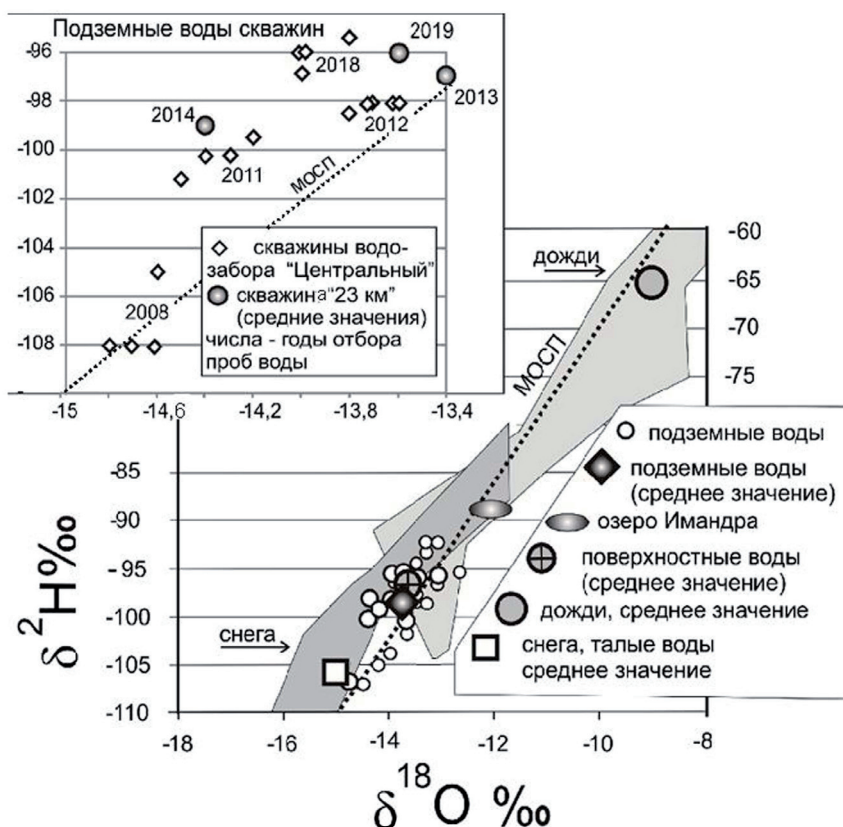 Подземные воды скважин
-96
-98
-100
-102
-104
-106
-108
2019
2018
2013
2014
2012
2011
МОСП
2008
скважины водо-
забора "Центральный"
скважина "23 км"
(средние значения)
числа - годы отбора
проб воды
-15
-14,6
-14,2
-13,8
-13,4
-60
-65
-70
-75
дожди
МОСП
-85
-90
-95
-100
-105
-110
снега
подземные воды
подземные воды
(среднее значение)
озеро Имандра
поверхностные воды
(среднее значение)
дожди, среднее значение
снега, талые воды
среднее значение
-18
-16
-14
-12
-10
-8
δ ²H‰
δ ¹⁸O ‰